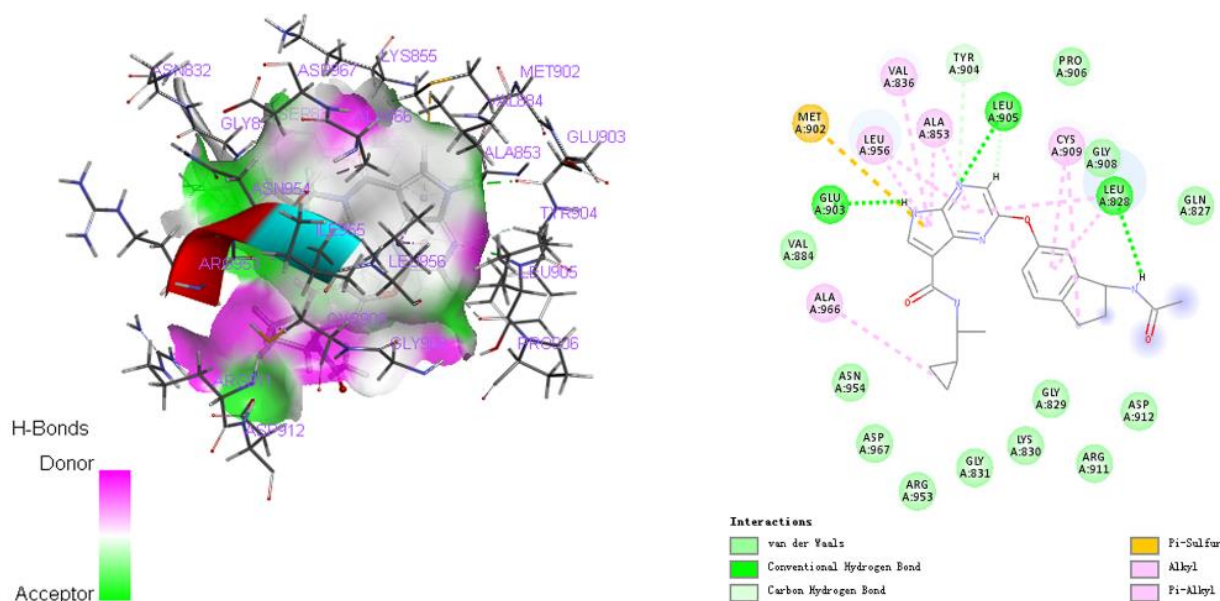 LYS855
ASN832
ASP967
MET902
GLU903
ALA853
ASN954
TYR904
ILE965
LEU956
LEU905
PRO906
ASP912
H-Bonds
Donor
Acceptor
TYR
A:904
PRO
A:906
VAL
A:836
LEU
A:905
MET
A:902
ALA
A:853
LEU
A:956
CYS
A:909
GLY
A:908
LEU
A:828
GLN
A:827
GLU
A:903
H
N
N
H
VAL
A:884
N
O
H
ALA
A:966
O
N
N
O
ASN
A:954
GLY
A:829
ASP
A:912
ASP
A:967
LYS
A:830
GLY
A:831
ARG
A:911
ARG
A:953
Interactions
van der Waals
Conventional Hydrogen Bond
Carbon Hydrogen Bond
Pi-Sulfur
Alkyl
Pi-Alkyl